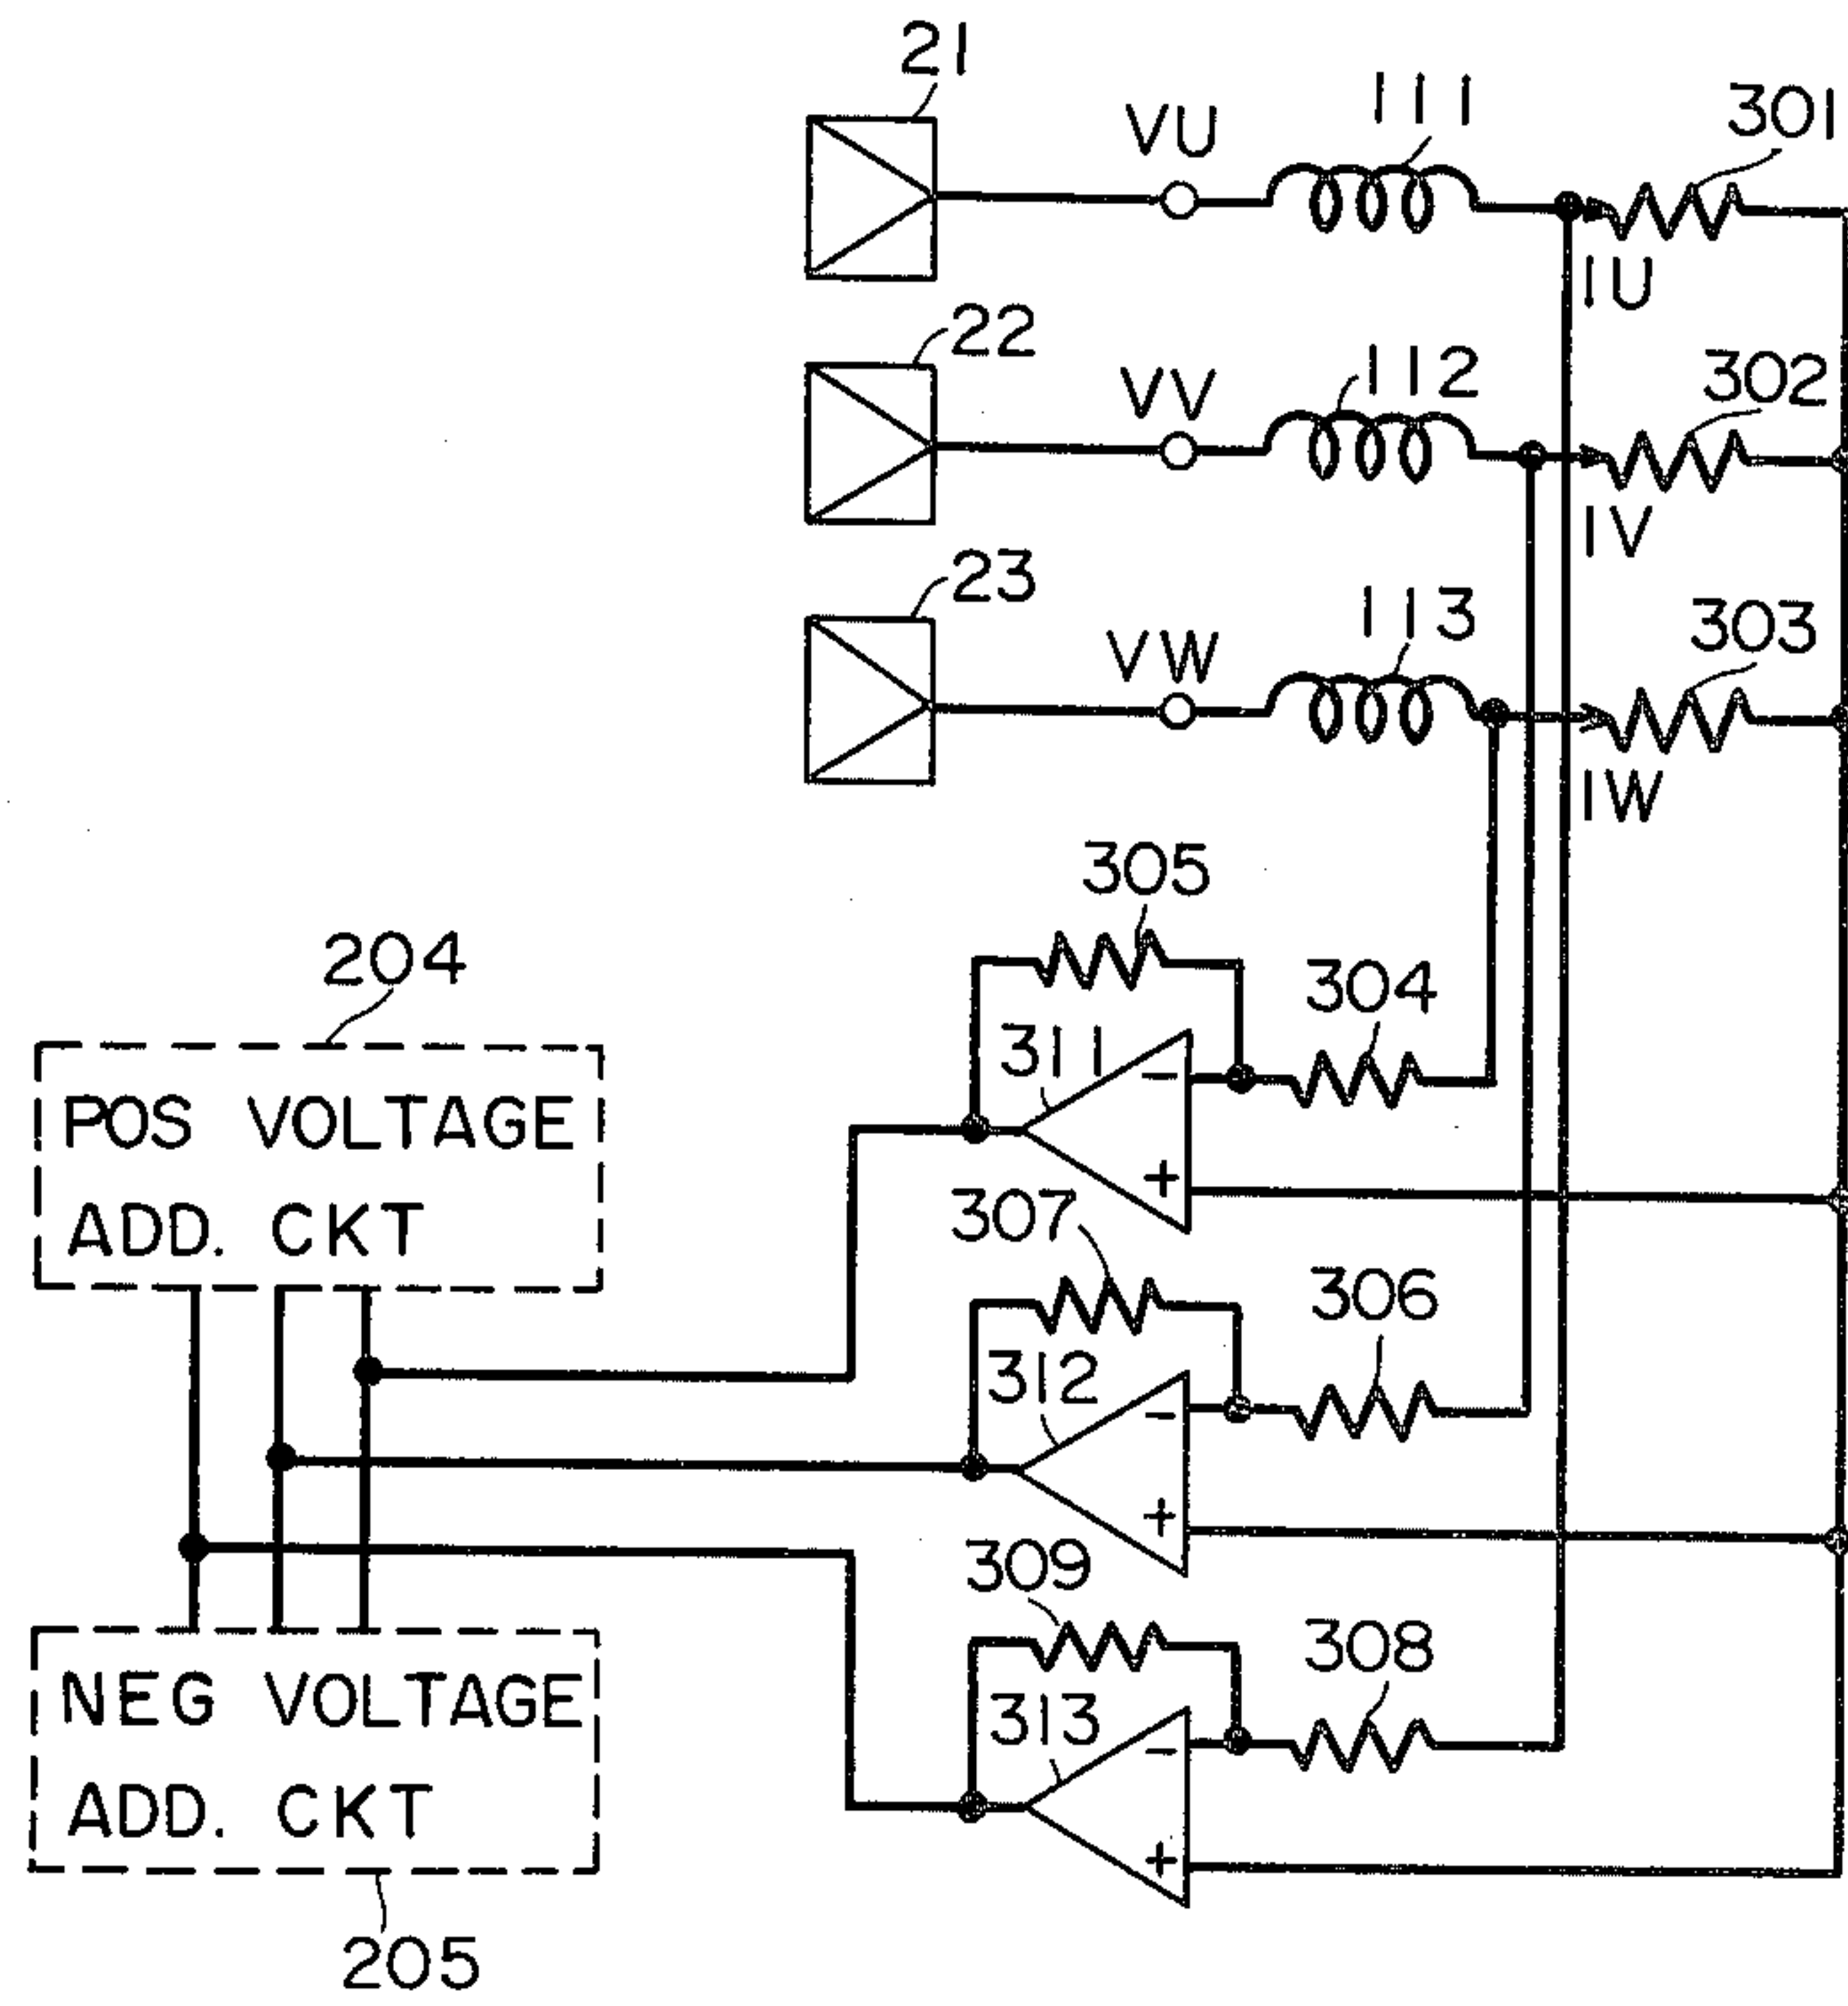 21
VU
111
301
IU
22
VV
112
302
IV
23
VW
113
303
IW
305
204
304
311
POS VOLTAGE
ADD. CKT
-
+
307
306
312
-
+
309
NEG VOLTAGE
ADD. CKT
308
313
-
+
205